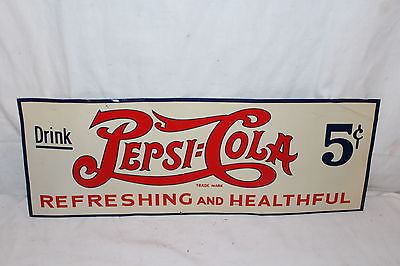 Drink PEPSI=COLA 5¢
TRADE MARK
REFRESHING AND HEALTHFUL